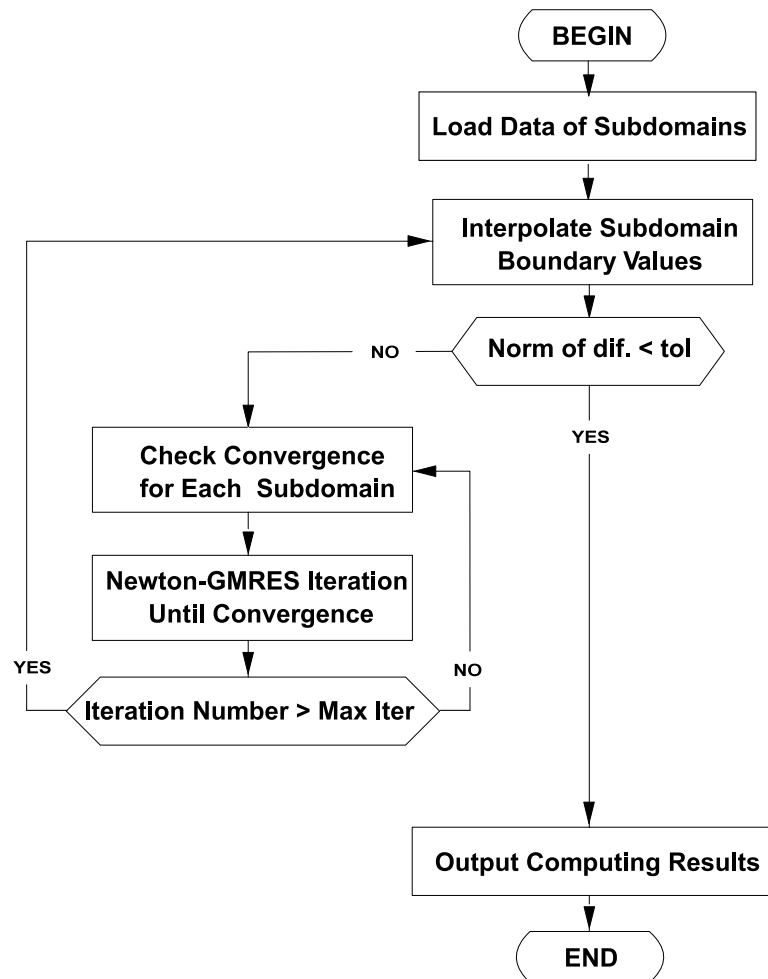 BEGIN
Load Data of Subdomains
Interpolate Subdomain
Boundary Values
Norm of dif. < tol
NO
YES
Check Convergence
for Each Subdomain
Newton-GMRES Iteration
Until Convergence
YES
NO
Iteration Number > Max Iter
Output Computing Results
END